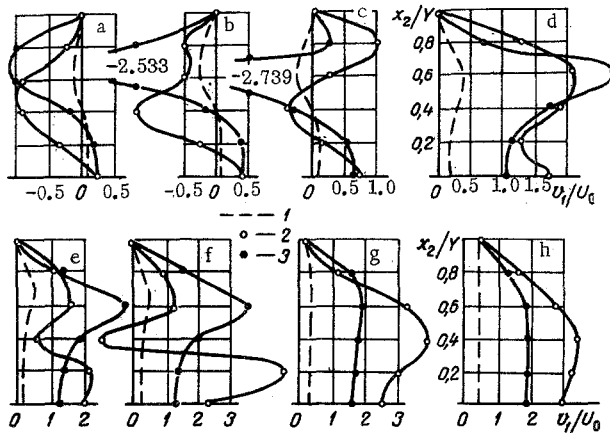 a
b
c
x₂/Y
d
0,8
0,6
0,4
0,2
-2.533
-2.739
-0.5 0 0.5
-0.5 0 0.5
0 0.5 1.0
0 0.5 1.0 1.5 v₁/U₀
1
2
3
e
f
g
x₂/Y
h
0,8
0,6
0,4
0,2
0 1 2
0 1 2 3
0 1 2 3
0 1 2 v₁/U₀